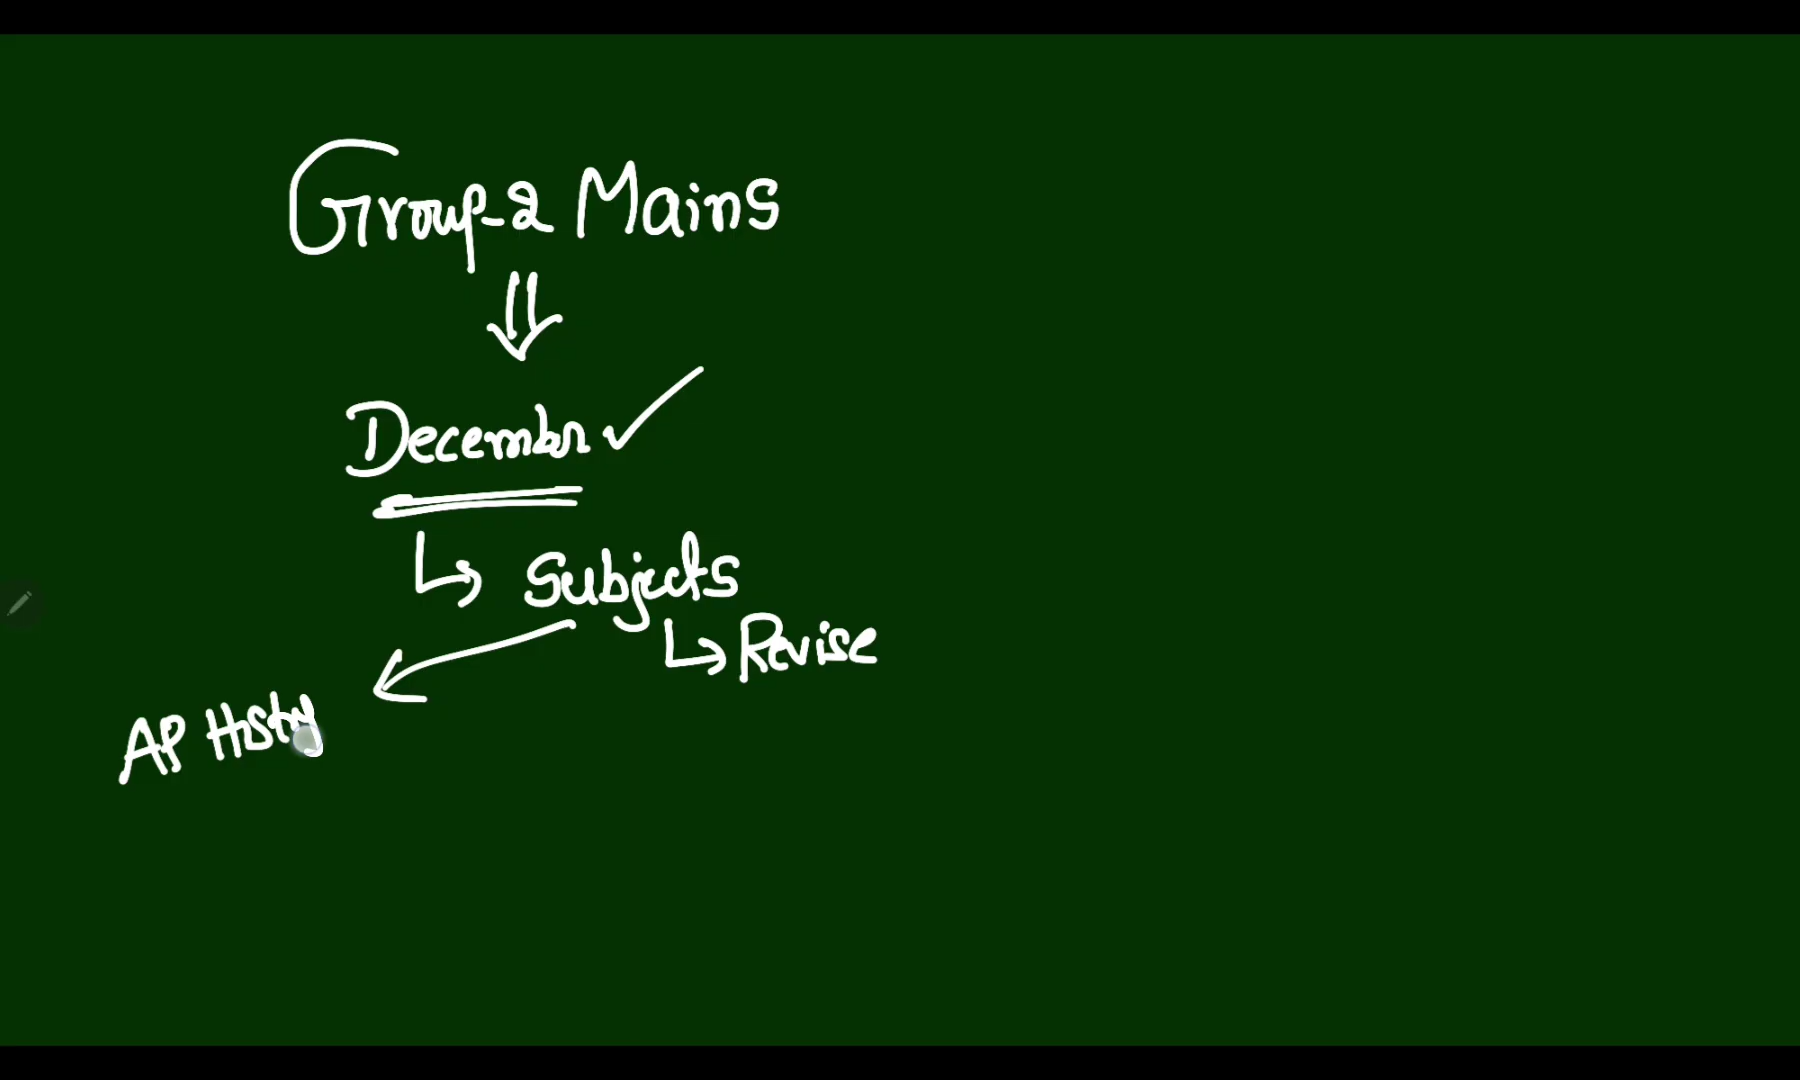 Group-2 Mains
December
Subjects
Revise
AP History